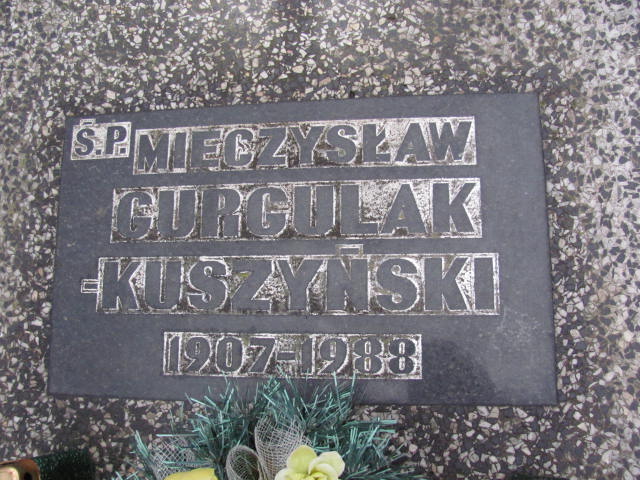 Ś.P. MIECZYSŁAW
GURGULAK
-KUSZYŃSKI
1907-1988